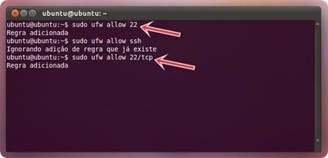 ubuntu@ubuntu: ~
ubuntu@ubuntu:~$ sudo ufw allow 22
Regra adicionada
ubuntu@ubuntu:~$ sudo ufw allow ssh
Ignorando adição de regra que já existe
ubuntu@ubuntu:~$ sudo ufw allow 22/tcp
Regra adicionada